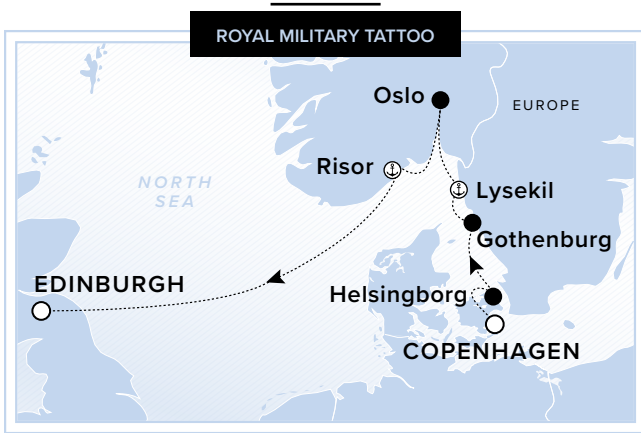 ROYAL MILITARY TATTOO
Oslo
EUROPE
Risor
NORTH
SEA
Lysekil
Gothenburg
EDINBURGH
Helsingborg
COPENHAGEN